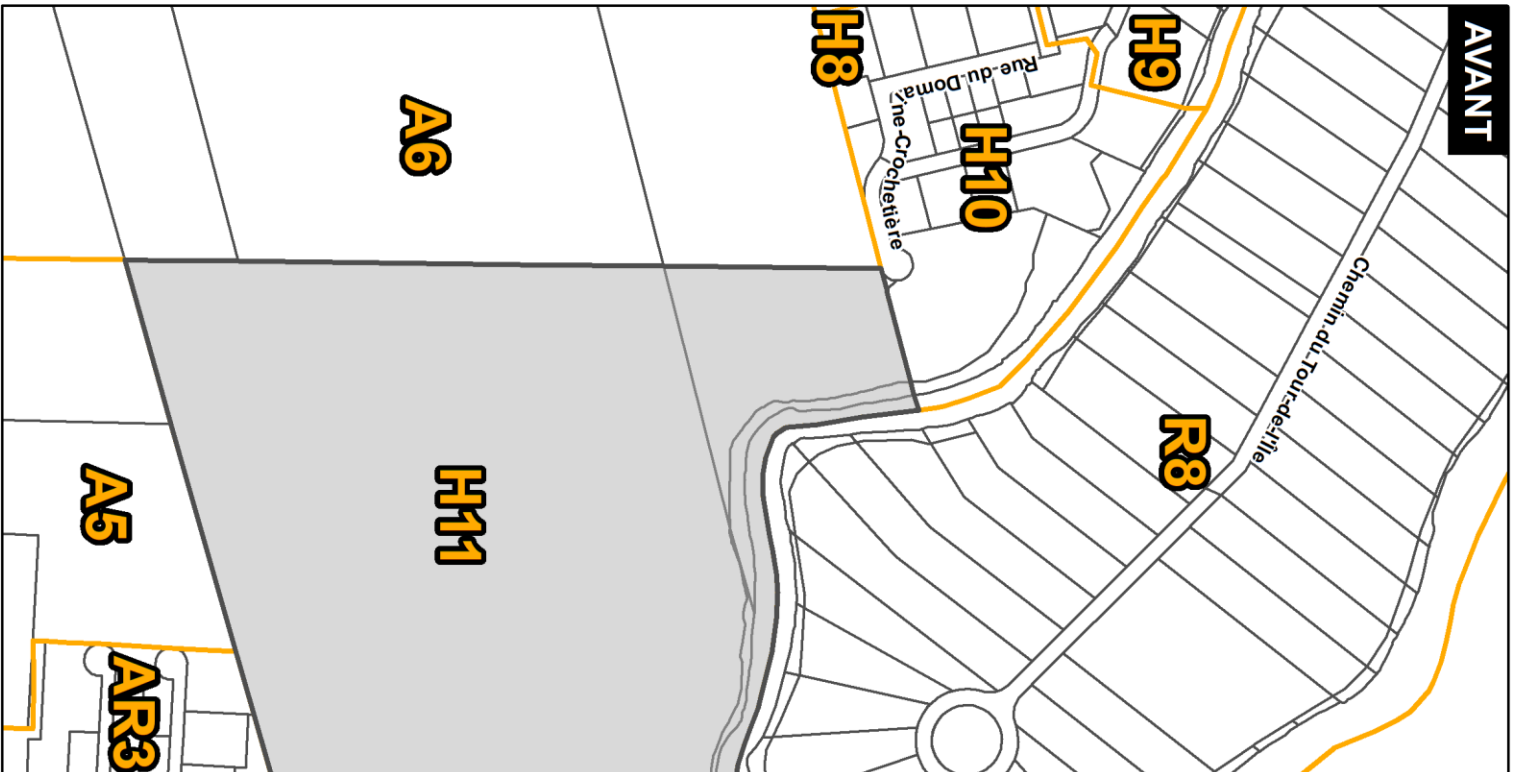 AVANT
Chemin-du-Tour-de-l'Île
R8
H9
H10
Rue-du-Domaine-Crochetière
H8
H11
A6
A5
AR3